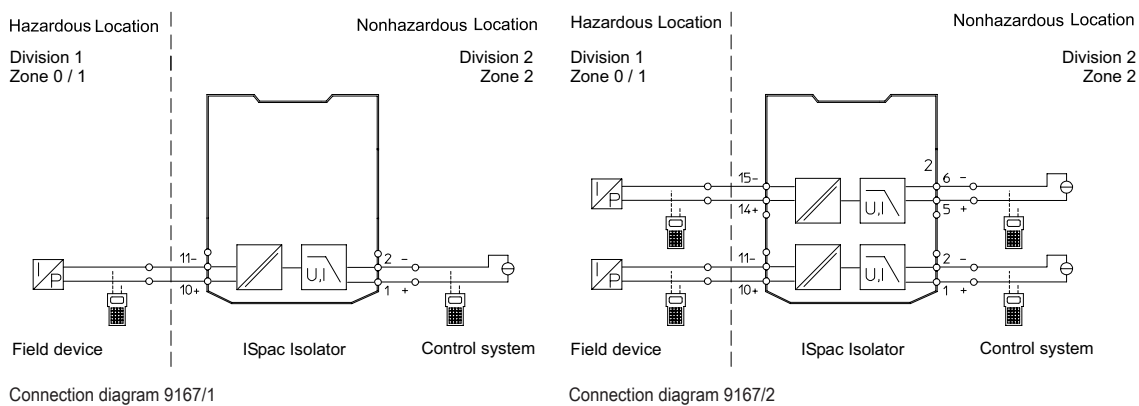 Hazardous Location
Nonhazardous Location
Division 1
Zone 0 / 1
Division 2
Zone 2
I
P
11-
10+
U,I
2 -
1 +
Field device
ISpac Isolator
Control system
Connection diagram 9167/1
Hazardous Location
Nonhazardous Location
Division 1
Zone 0 / 1
Division 2
Zone 2
2
I
P
15-
14+
U,I
6 -
5 +
I
P
11-
10+
U,I
2 -
1 +
Field device
ISpac Isolator
Control system
Connection diagram 9167/2